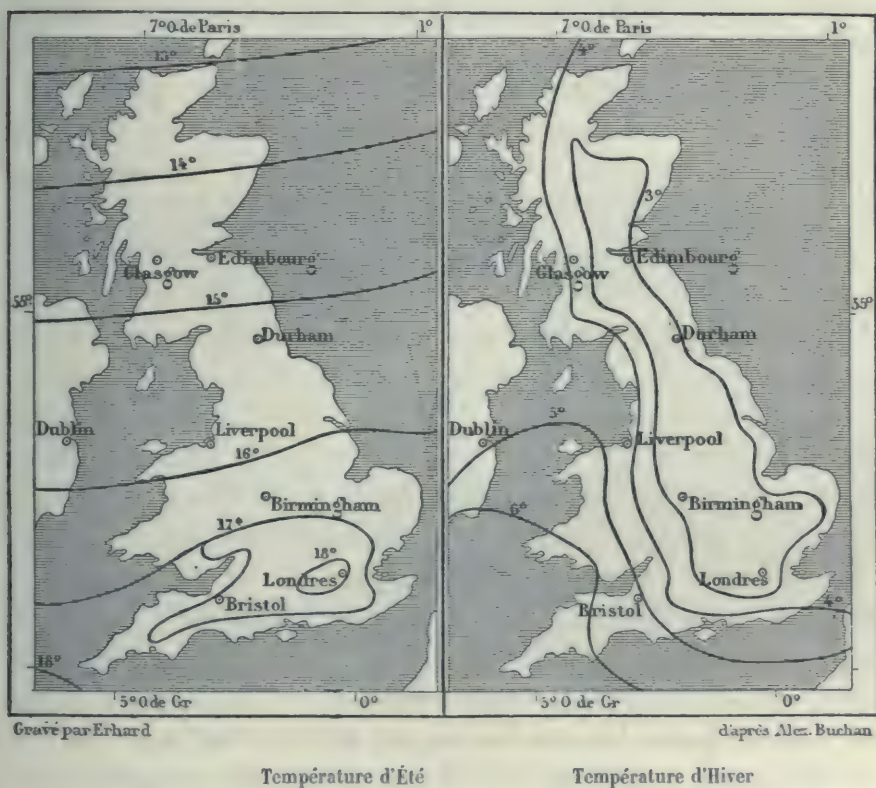 7° O de Paris 1°
13°
14°
Glasgow Edimbourg
55°
15°
Durham
Dublin Liverpool
16°
Birmingham
17°
18°
Londres
Bristol
18°
5° O de Gr 0°
7° O de Paris 1°
4°
3°
Glasgow Edimbourg
55°
Durham
5°
Dublin Liverpool
6°
Birmingham
Londres
Bristol 4°
5° O de Gr 0°
Gravé par Erhard d'après Alex. Buchan
Température d'Été Température d'Hiver